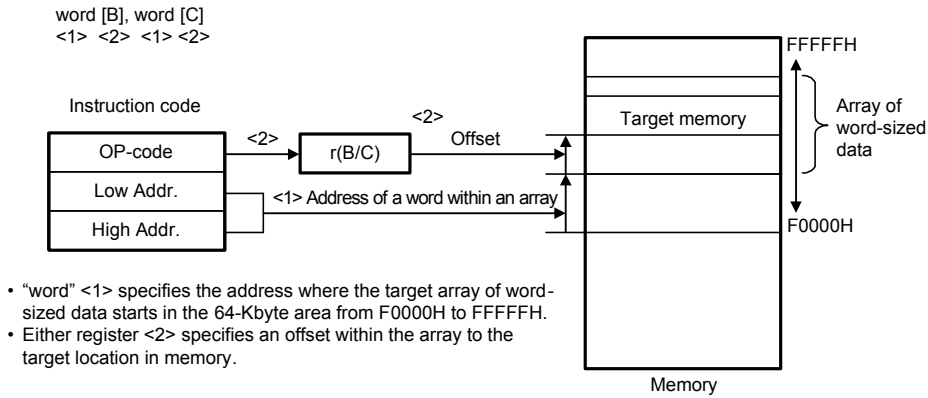 word [B], word [C]
<1> <2> <1> <2>
FFFFFH
Instruction code
Array of
word-sized
data
Target memory
<2>
<2>
Offset
OP-code
r(B/C)
Low Addr.
<1> Address of a word within an array
High Addr.
F0000H
• “word” <1> specifies the address where the target array of word-
sized data starts in the 64-Kbyte area from F0000H to FFFFFH.
• Either register <2> specifies an offset within the array to the
target location in memory.
Memory